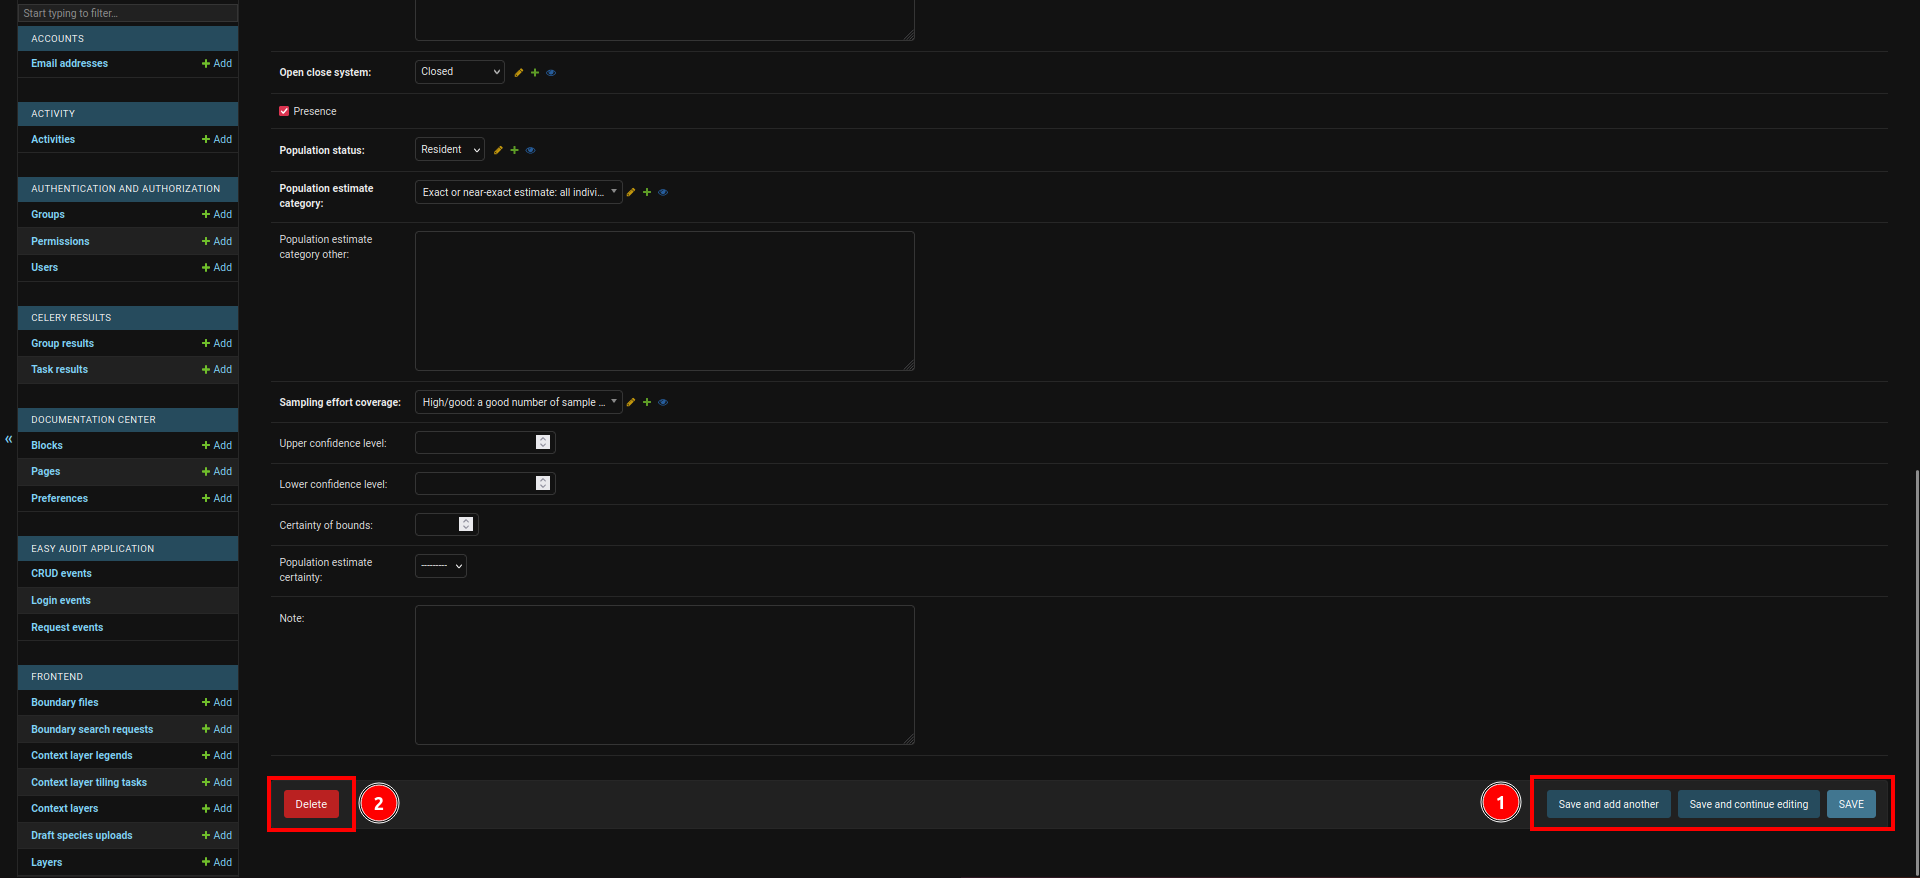 Start typing to filter...
ACCOUNTS
Email addresses
Add
ACTIVITY
Activities
Add
AUTHENTICATION AND AUTHORIZATION
Groups
Add
Permissions
Add
Users
Add
CELERY RESULTS
Group results
Add
Task results
Add
DOCUMENTATION CENTER
Blocks
Add
Pages
Add
Preferences
Add
EASY AUDIT APPLICATION
CRUD events
Login events
Request events
FRONTEND
Boundary files
Add
Boundary search requests
Add
Context layer legends
Add
Context layer tiling tasks
Add
Context layers
Add
Draft species uploads
Add
Layers
Add
«
Open close system:
Closed
Presence
Population status:
Resident
Population estimate
category:
Exact or near-exact estimate: all indivi...
Population estimate
category other:
Sampling effort coverage:
High/good: a good number of sample ...
Upper confidence level:
Lower confidence level:
Certainty of bounds:
Population estimate
certainty:
---------
Note:
Delete
2
1
Save and add another
Save and continue editing
SAVE